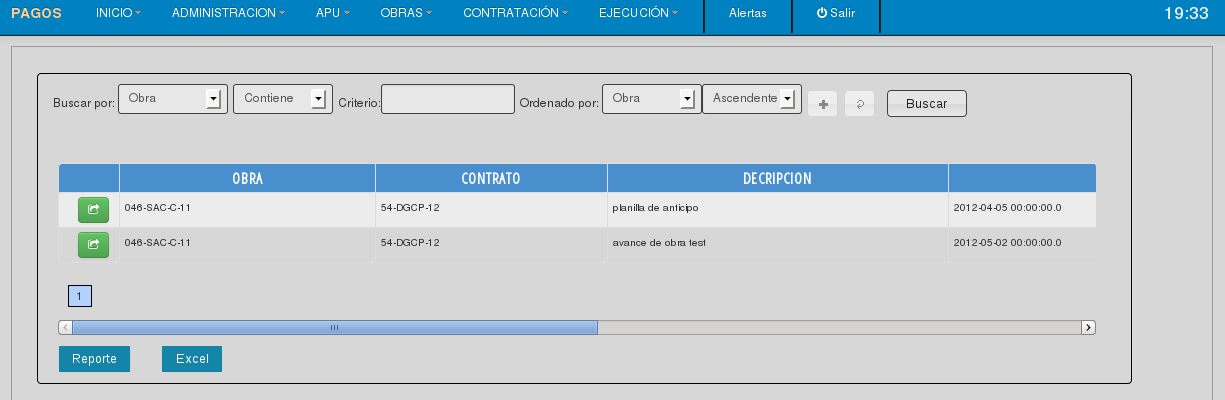 PAGOS INICIO ADMINISTRACION APU OBRAS CONTRATACIÓN EJECUCIÓN Alertas Salir 19:33
Buscar por: Obra Contiene Criterio: Ordenado por: Obra Ascendente Buscar
OBRA CONTRATO DECRIPCION
046-SAC-C-11 54-DGCP-12 planilla de anticipo 2012-04-05 00:00:00.0
046-SAC-C-11 54-DGCP-12 avance de obra test 2012-05-02 00:00:00.0
1
Reporte Excel